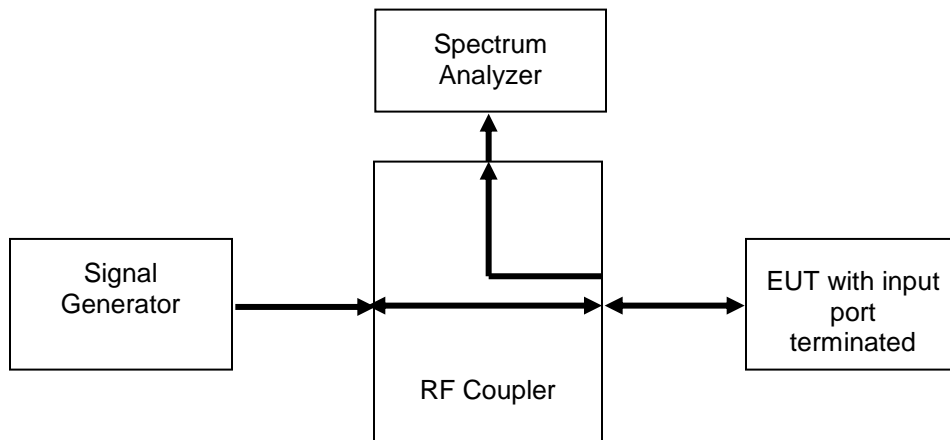 Spectrum
Analyzer
Signal
Generator
EUT with input
port
terminated
RF Coupler